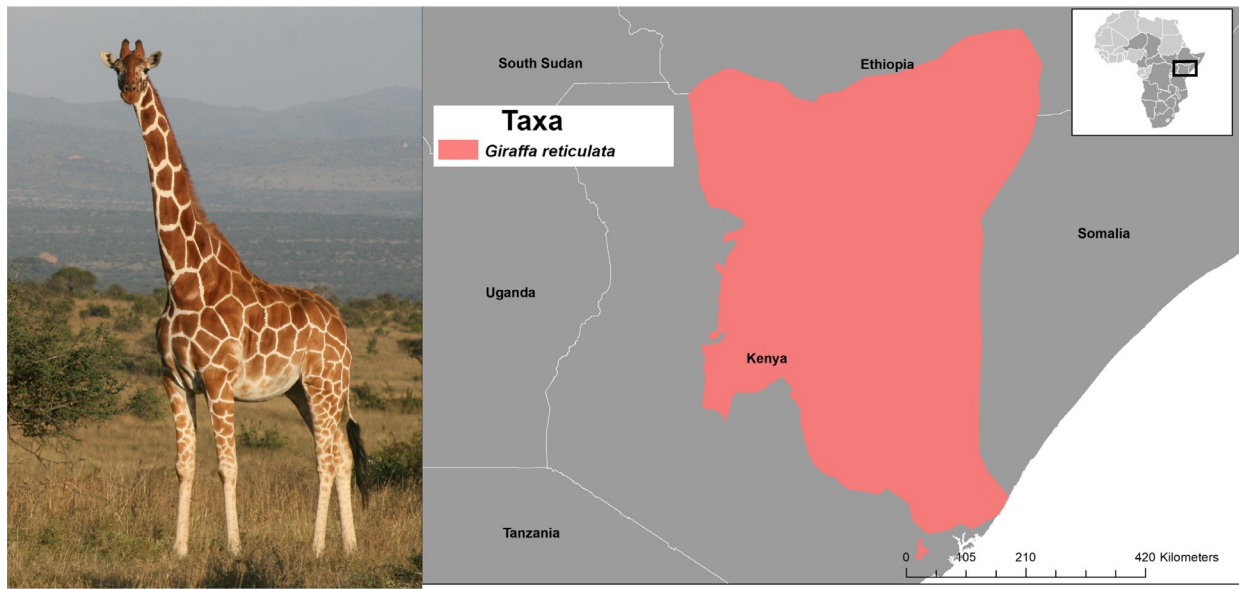 South Sudan
Ethiopia
Taxa
Giraffa reticulata
Somalia
Uganda
Kenya
Tanzania
0 105 210 420 Kilometers